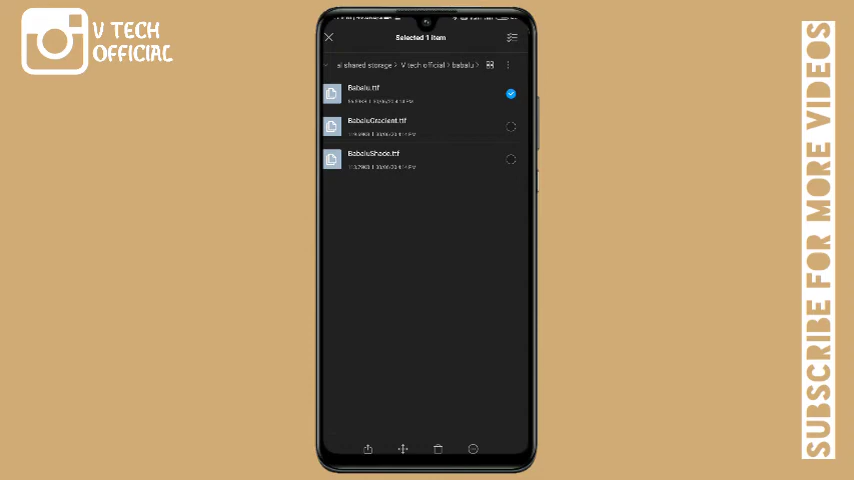 V TECH
OFFICIAL
Selected 1 item
al shared storage > V tech official > babalu >
Babalu.ttf
BabaluGradient.ttf
BabaluShade.ttf
SUBSCRIBE FOR MORE VIDEOS